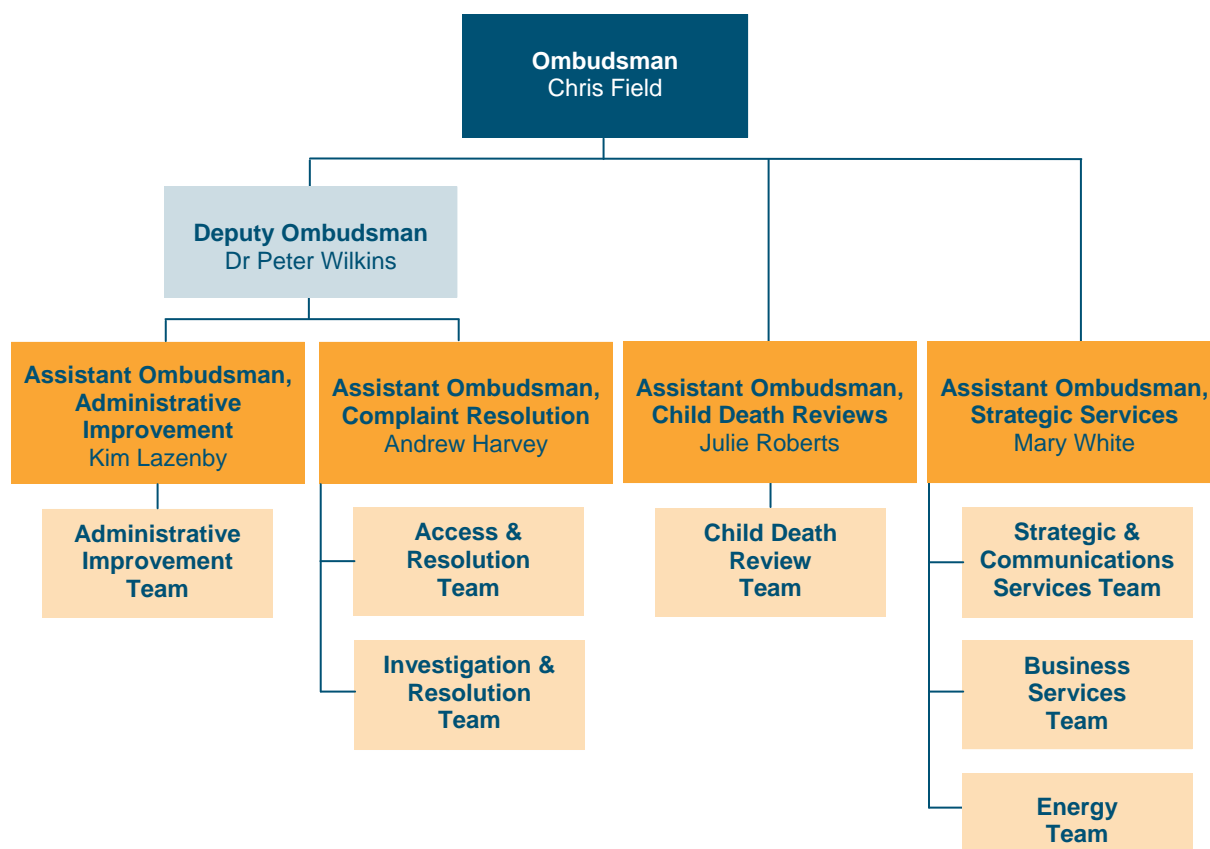 Ombudsman
Chris Field
Deputy Ombudsman
Dr Peter Wilkins
Assistant Ombudsman,
Administrative
Improvement
Kim Lazenby
Assistant Ombudsman,
Complaint Resolution
Andrew Harvey
Assistant Ombudsman,
Child Death Reviews
Julie Roberts
Assistant Ombudsman,
Strategic Services
Mary White
Administrative
Improvement
Team
Access &
Resolution
Team
Investigation &
Resolution
Team
Child Death
Review
Team
Strategic &
Communications
Services Team
Business
Services
Team
Energy
Team